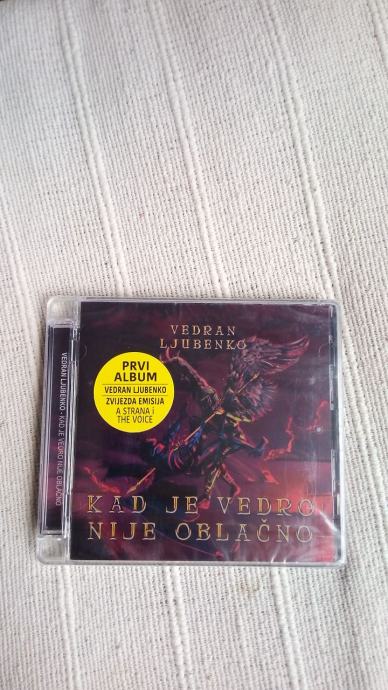 VEDRAN
LJUBENKO
PRVI
ALBUM
VEDRAN LJUBENKO
ZVIJEZDA EMISIJA
A STRANA i
THE VOICE
KAD JE VEDRO
NIJE OBLAČNO
VEDRAN LJUBENKO • KAD JE VEDRO NIJE OBLAČNO